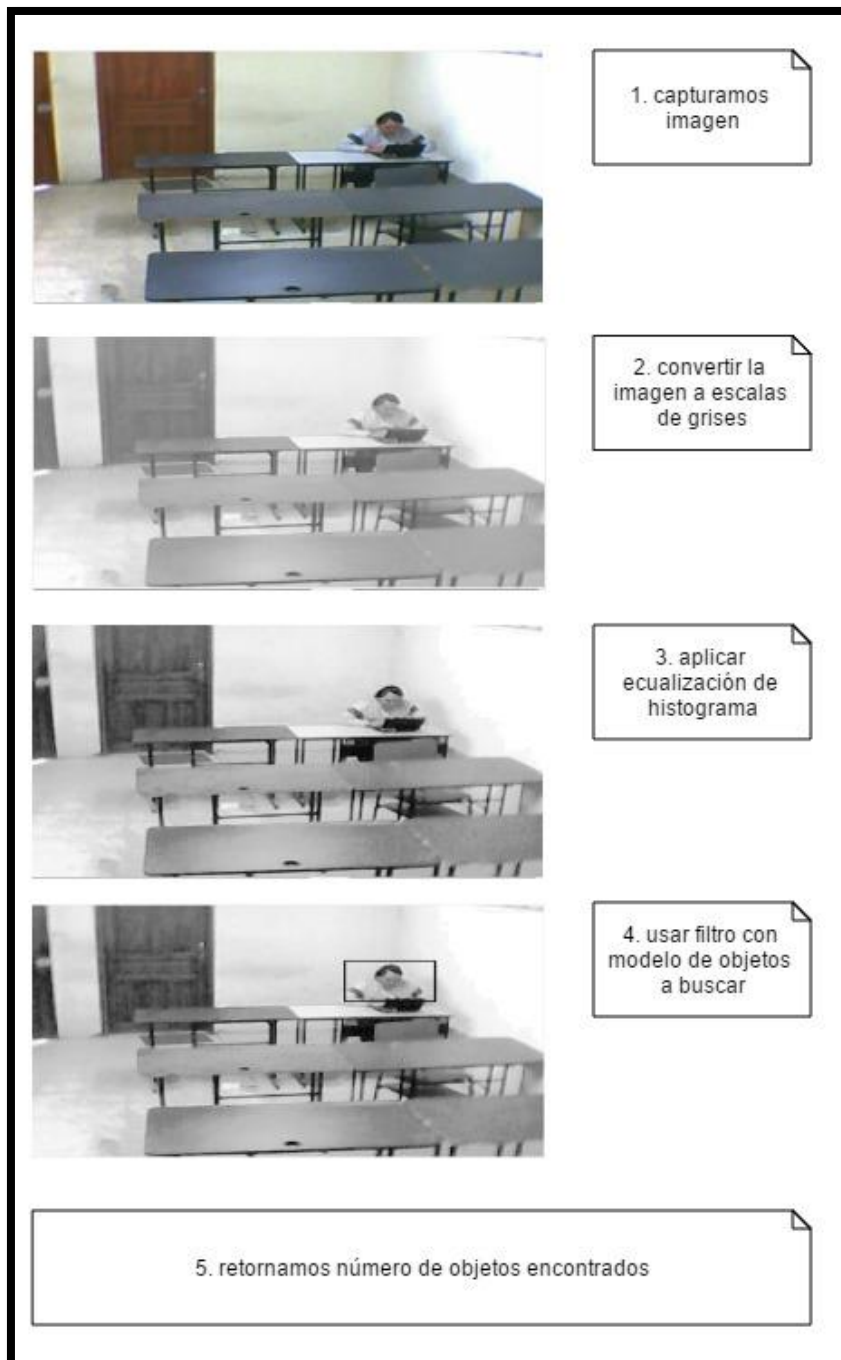 1. capturamos
imagen
2. convertir la
imagen a escalas
de grises
3. aplicar
ecualización de
histograma
4. usar filtro con
modelo de objetos
a buscar
5. retornamos número de objetos encontrados